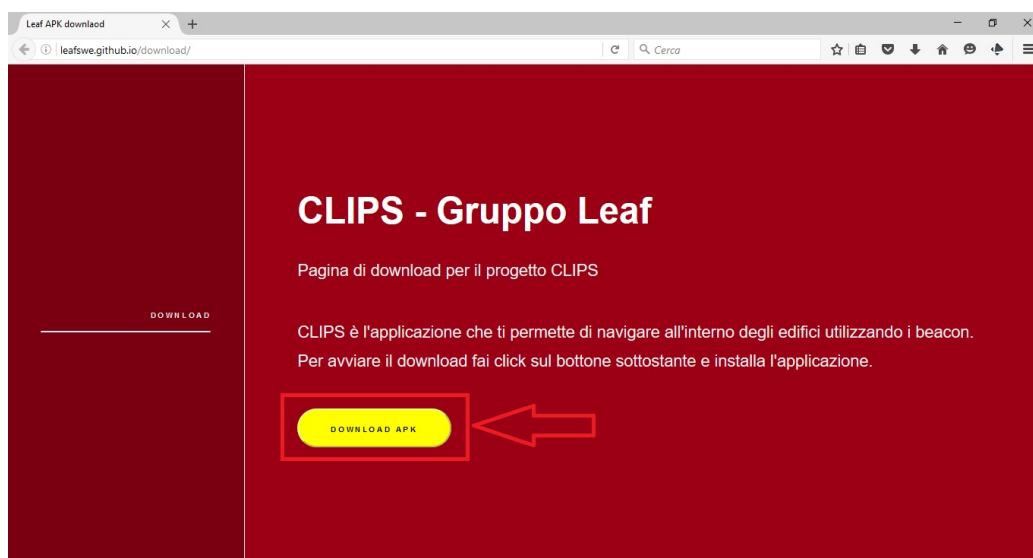 Leaf APK downlaod
leafswe.github.io/download/
Cerca
CLIPS - Gruppo Leaf
Pagina di download per il progetto CLIPS
DOWNLOAD
CLIPS è l'applicazione che ti permette di navigare all'interno degli edifici utilizzando i beacon.
Per avviare il download fai click sul bottone sottostante e installa l'applicazione.
DOWNLOAD APK